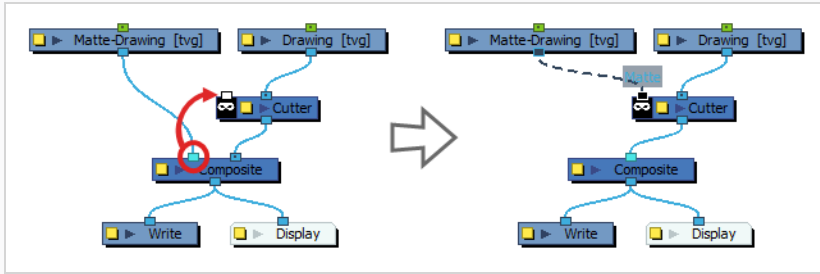 Matte-Drawing [tvg]
Drawing [tvg]
Cutter
Composite
Write
Display
Matte-Drawing [tvg]
Drawing [tvg]
Matte
Cutter
Composite
Write
Display